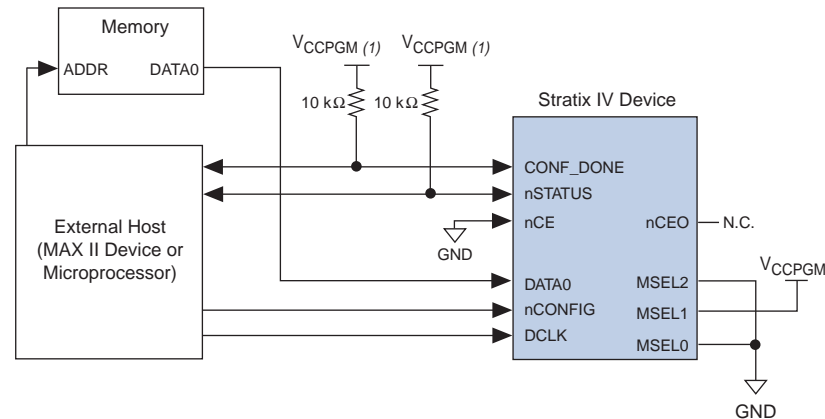 Memory
ADDR
DATA0
VCCPGM (1)
VCCPGM (1)
10 kΩ
10 kΩ
Stratix IV Device
External Host
(MAX II Device or
Microprocessor)
CONF_DONE
nSTATUS
nCE
nCEO
N.C.
GND
VCCPGM
DATA0
nCONFIG
DCLK
MSEL2
MSEL1
MSEL0
GND